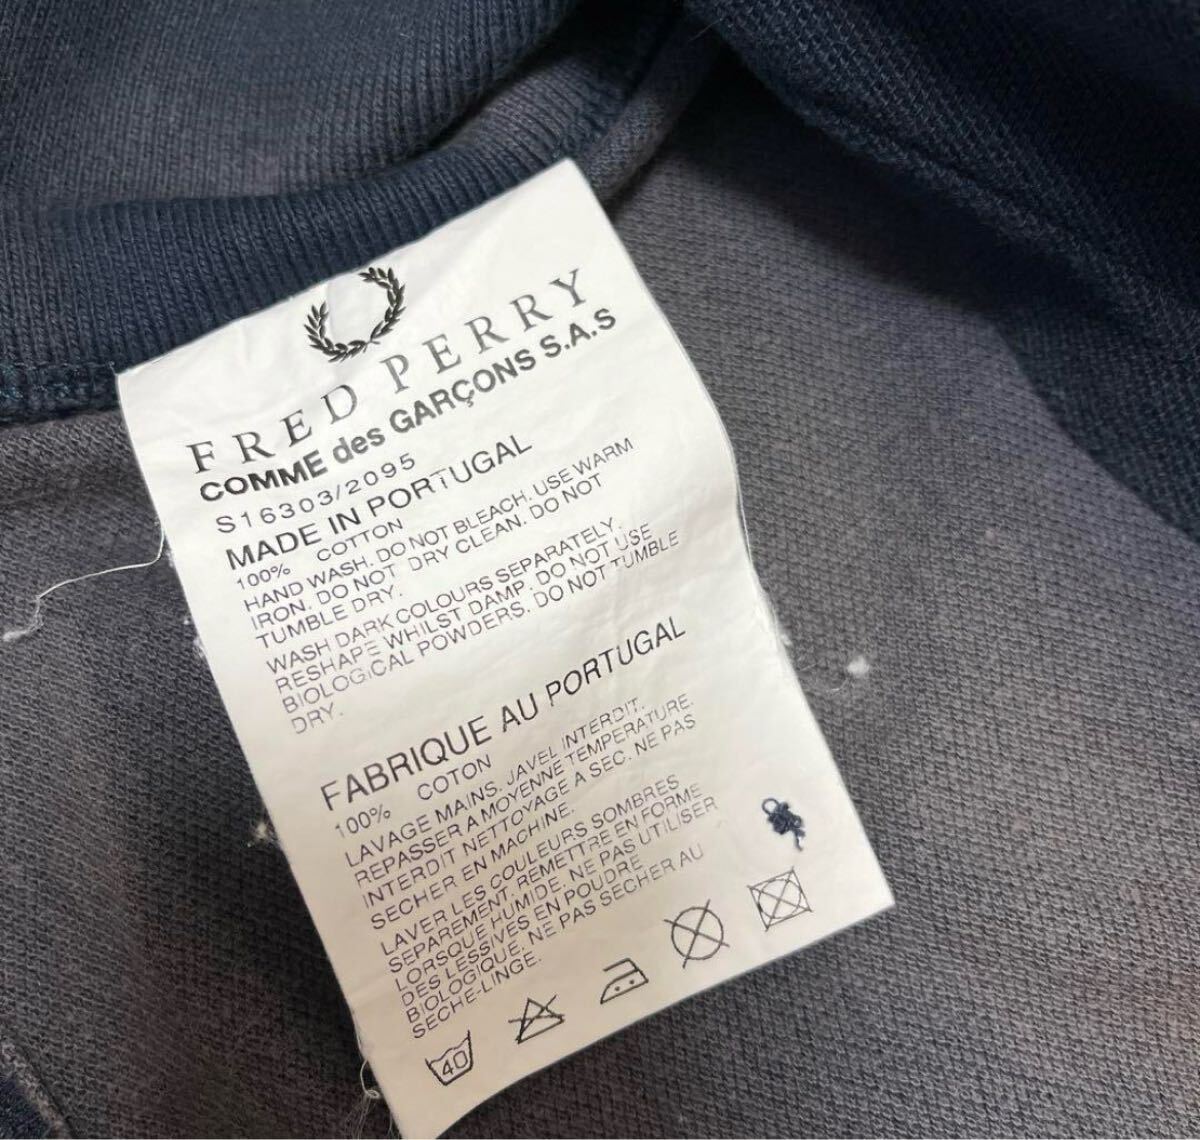 FRED PERRY
COMME des GARÇONS S.A.S
S16303/2095
MADE IN PORTUGAL
100% COTTON
HAND WASH. DO NOT BLEACH. USE WARM
IRON. DO NOT DRY CLEAN. DO NOT
TUMBLE DRY.
WASH DARK COLOURS SEPARATELY.
RESHAPE WHILST DAMP. DO NOT USE
BIOLOGICAL POWDERS. DO NOT TUMBLE
DRY.
FABRIQUE AU PORTUGAL
100% COTON
LAVAGE MAINS. JAVEL INTERDIT.
REPASSER A MOYENNE TEMPERATURE.
INTERDIT NETTOYAGE A SEC. NE PAS
SECHER EN MACHINE.
LAVER LES COULEURS SOMBRES
SEPAREMENT. REMETTRE EN FORME
LORSQUE HUMIDE. NE PAS UTILISER
DES LESSIVES EN POUDRE
BIOLOGIQUE. NE PAS SECHER AU
SECHE-LINGE.
40